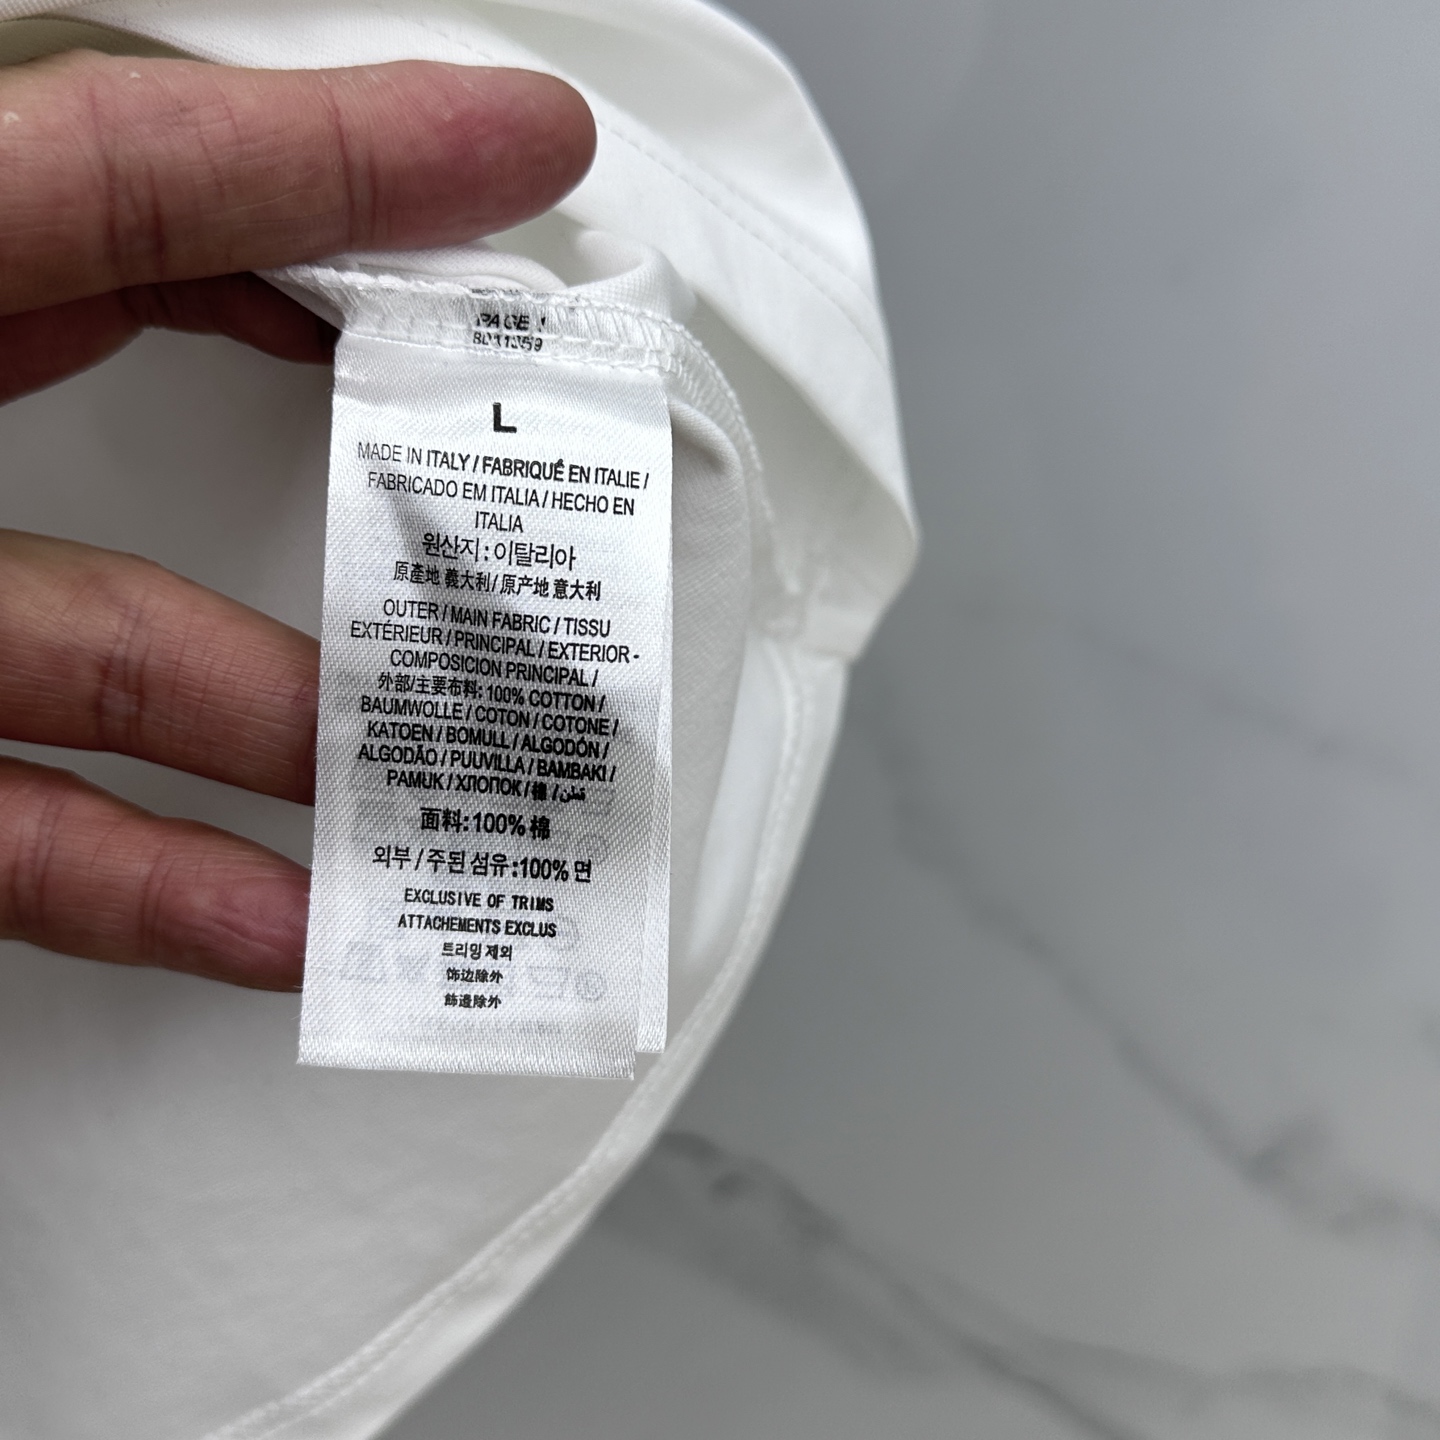 PAGE 1
L
MADE IN ITALY / FABRIQUÉ EN ITALIE /
FABRICADO EM ITALIA / HECHO EN
ITALIA
원산지 : 이탈리아
原產地 義大利 / 原产地 意大利
OUTER / MAIN FABRIC / TISSU
EXTÉRIEUR / PRINCIPAL / EXTERIOR -
COMPOSICION PRINCIPAL /
外部/主要布料: 100% COTTON /
BAUMWOLLE / COTON / COTONE /
KATOEN / BOMULL / ALGODÓN /
ALGODÃO / PUUVILLA / BAMBAKI /
PAMUK / ХЛОПОК / 棉 / قطن
面料:100% 棉
외부 / 주된 섬유:100% 면
EXCLUSIVE OF TRIMS
ATTACHEMENTS EXCLUS
트리밍 제외
饰边除外
飾邊除外